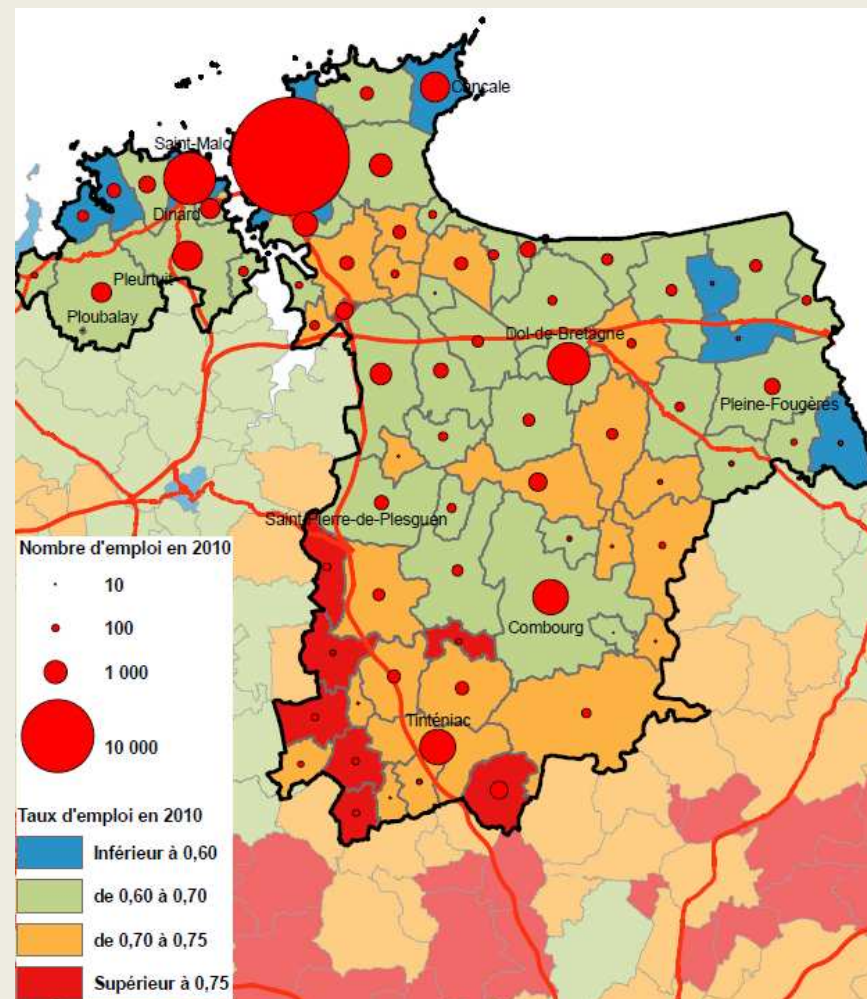 Cancale
Saint-Malo
Dinard
Pleurtuit
Ploubalay
Dol-de-Bretagne
Pleine-Fougères
Saint-Pierre-de-Plesguen
Combourg
Tinténiac
Nombre d'emploi en 2010
10
100
1 000
10 000
Taux d'emploi en 2010
Inférieur à 0,60
de 0,60 à 0,70
de 0,70 à 0,75
Supérieur à 0,75